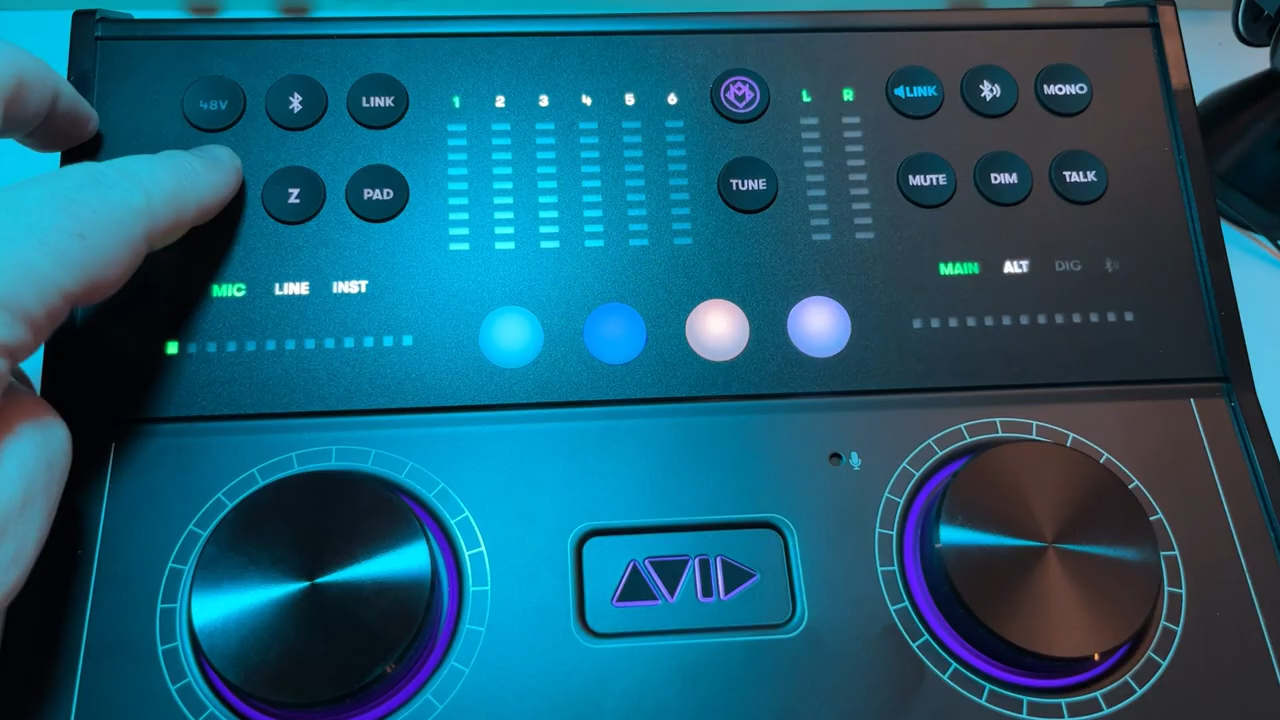 48V LINK 1 2 3 4 5 6 L R LINK MONO
Z PAD TUNE MUTE DIM TALK
MIC LINE INST MAIN ALT DIG
AVID